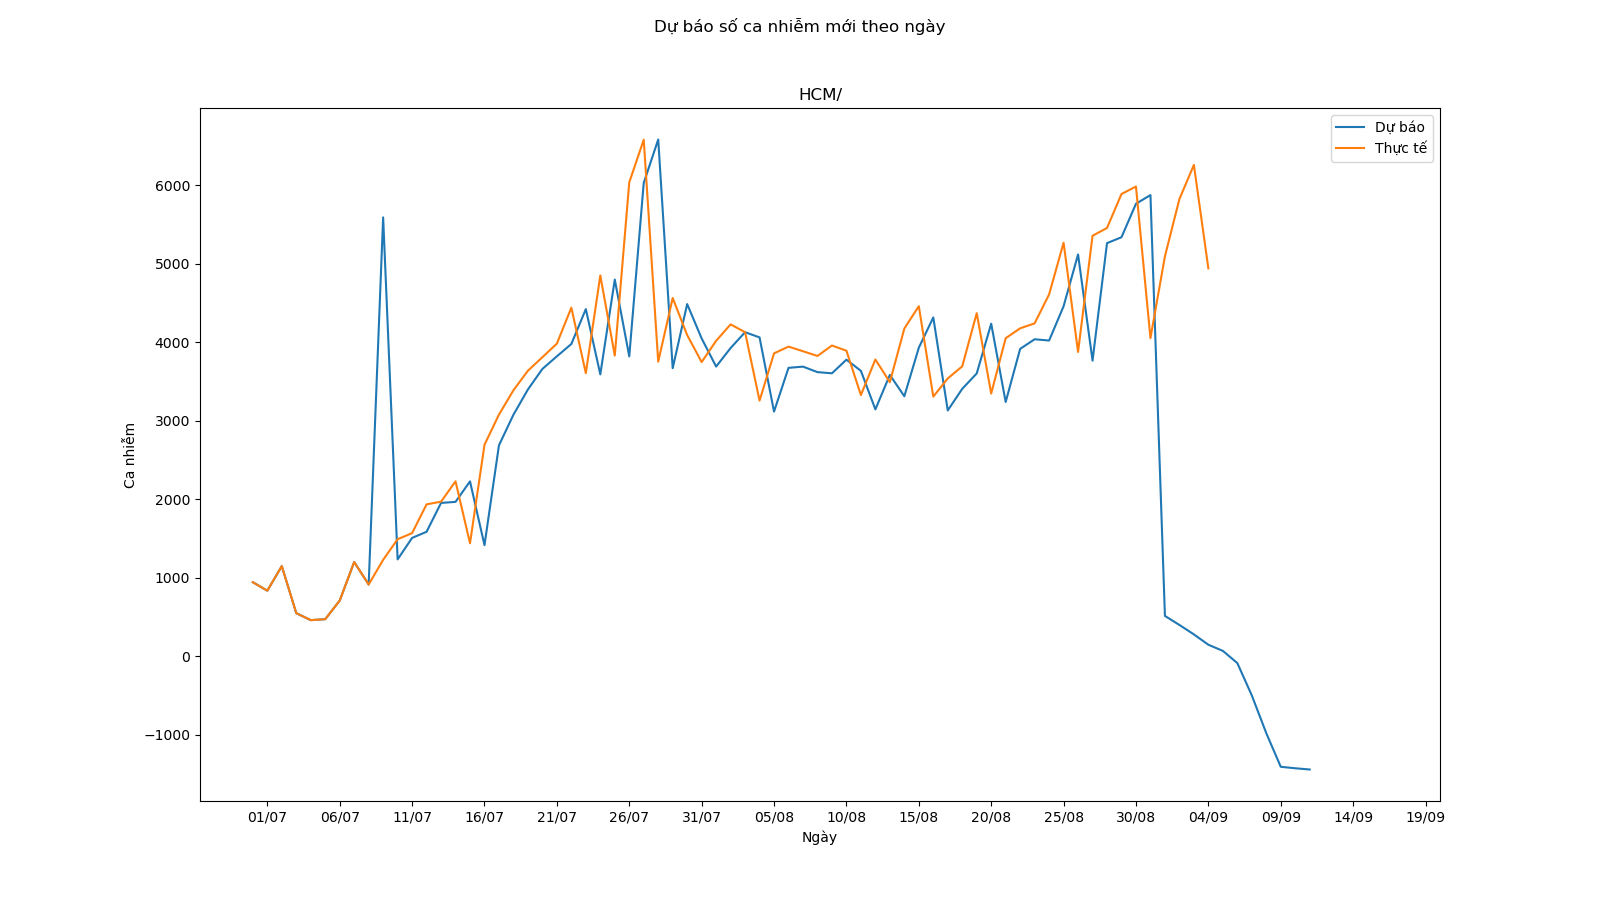 Dự báo số ca nhiễm mới theo ngày
HCM/
Dự báo
Thực tế
6000
5000
4000
3000
2000
1000
0
−1000
Ca nhiễm
01/07 06/07 11/07 16/07 21/07 26/07 31/07 05/08 10/08 15/08 20/08 25/08 30/08 04/09 09/09 14/09 19/09
Ngày